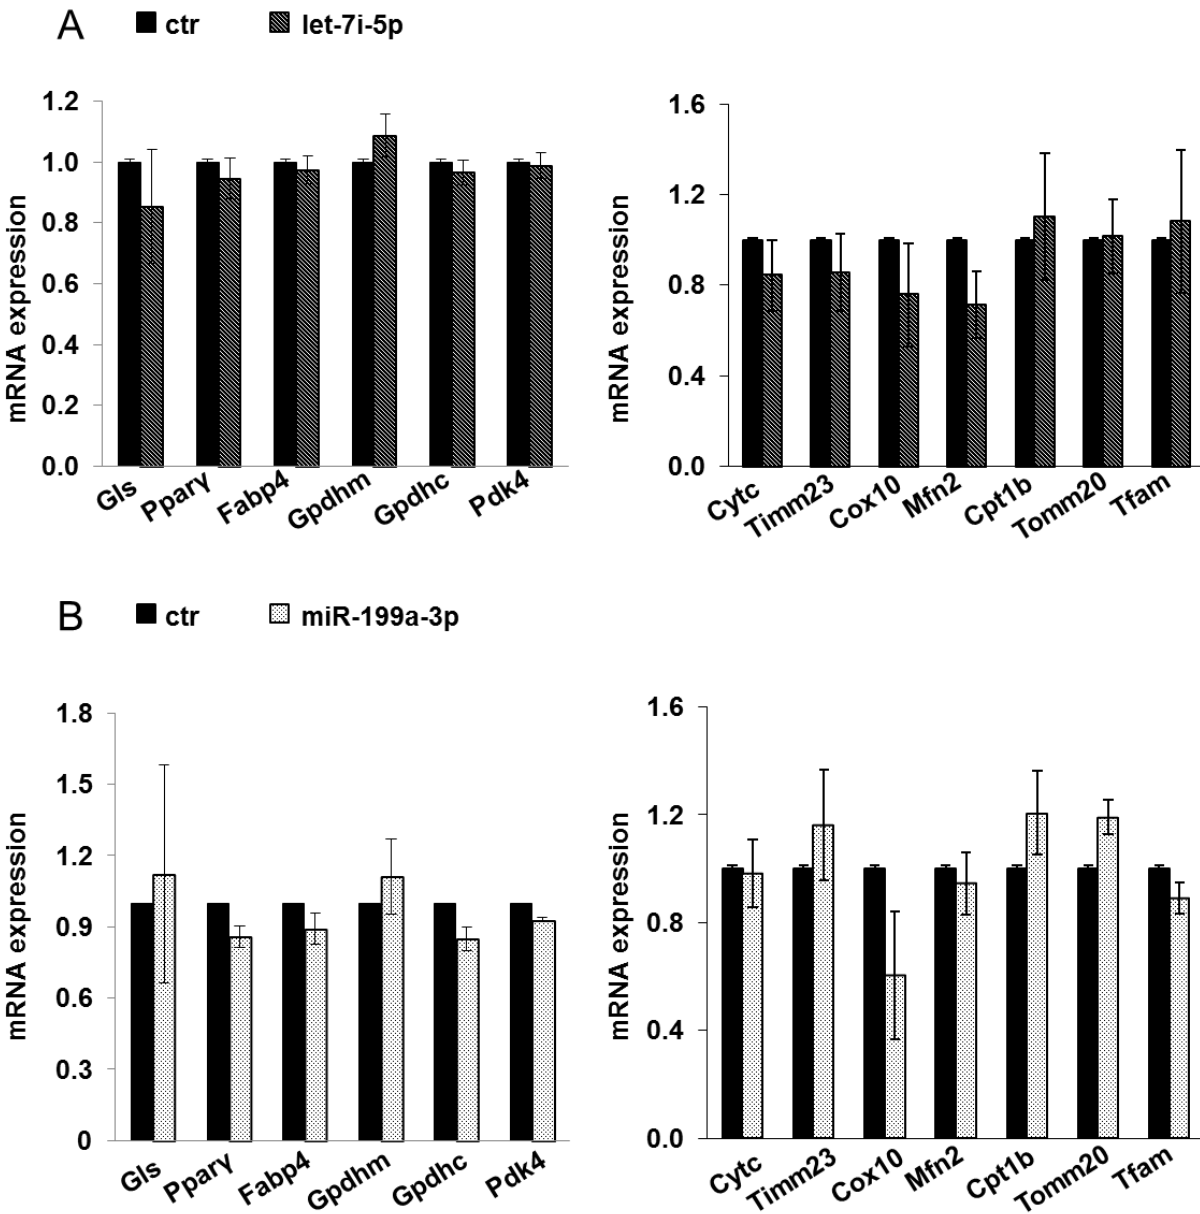 A
ctr
let-7i-5p
mRNA expression
1.2
1.0
0.8
0.6
0.4
0.2
0.0
Gls
Pparγ
Fabp4
Gpdhm
Gpdhc
Pdk4
mRNA expression
1.6
1.2
0.8
0.4
0.0
Cytc
Timm23
Cox10
Mfn2
Cpt1b
Tomm20
Tfam
B
ctr
miR-199a-3p
mRNA expression
1.8
1.5
1.2
0.9
0.6
0.3
0
Gls
Pparγ
Fabp4
Gpdhm
Gpdhc
Pdk4
mRNA expression
1.6
1.2
0.8
0.4
0.0
Cytc
Timm23
Cox10
Mfn2
Cpt1b
Tomm20
Tfam